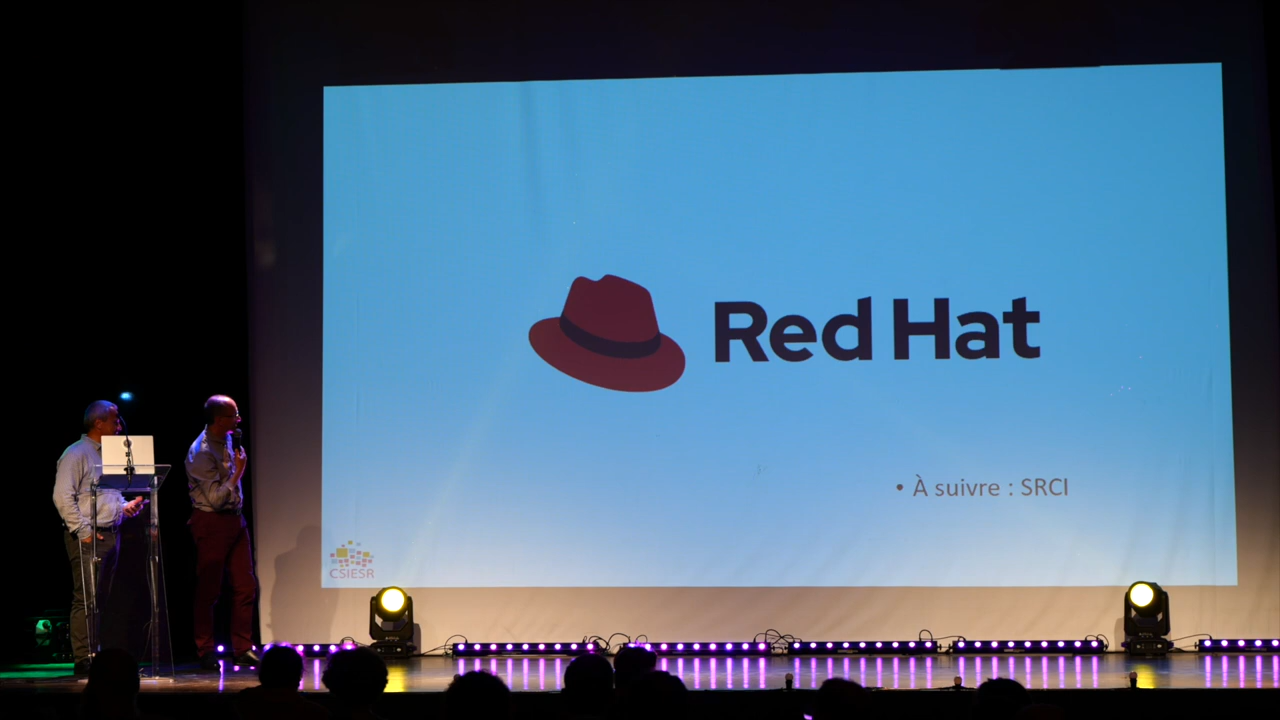 Red Hat
• À suivre : SRCI
CSIESR